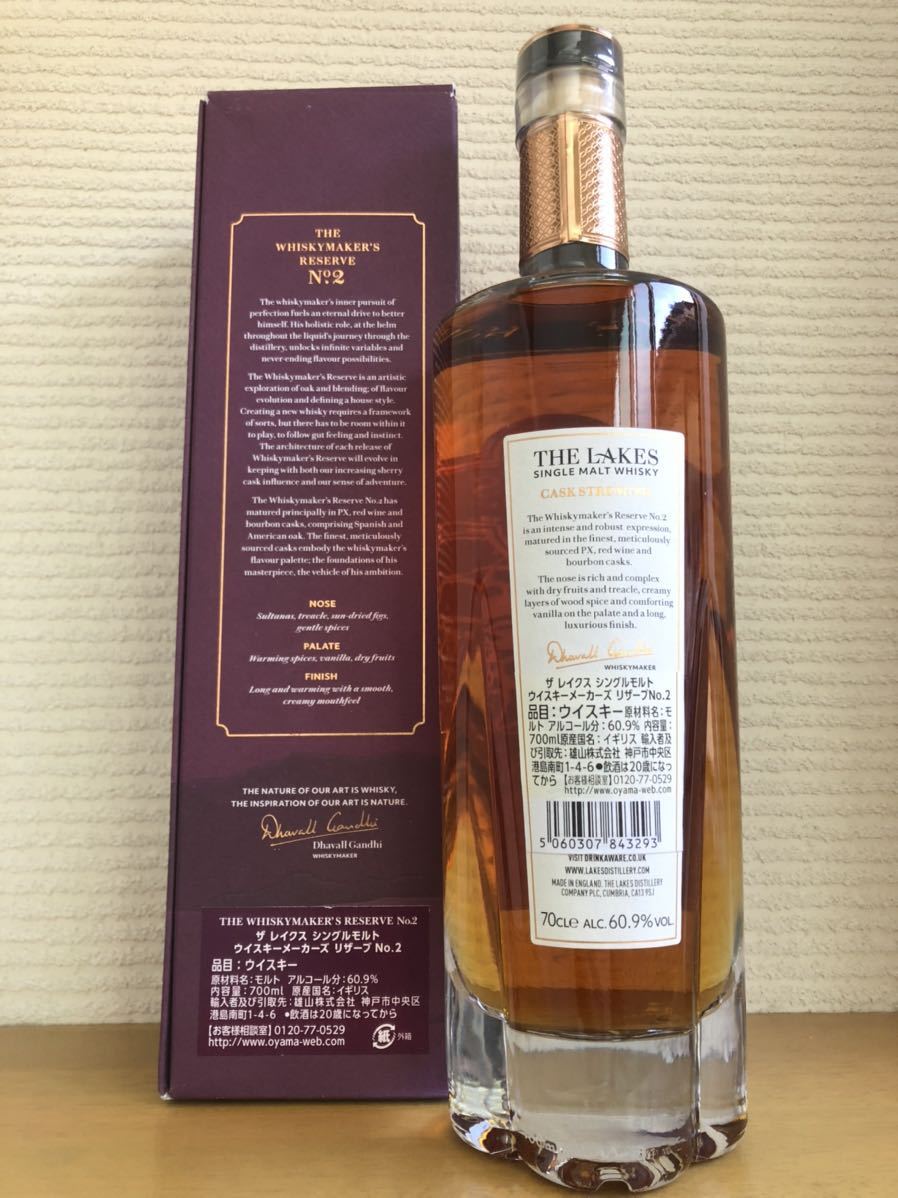 THE
WHISKYMAKER'S
RESERVE
Nº.2
The whiskymaker's inner pursuit of
perfection fuels an eternal drive to better
himself. His holistic role, at the helm
throughout the liquid's journey through the
distillery, unlocks infinite variables and
never-ending flavour possibilities.
The Whiskymaker's Reserve is an artistic
exploration of oak and blending; of flavour
evolution and defining a house style.
Creating a new whisky requires a framework
of sorts, but there has to be room within it
to play, to follow gut feeling and instinct.
The architecture of each release of
Whiskymaker's Reserve will evolve in
keeping with both our increasing sherry
cask influence and our sense of adventure.
The Whiskymaker's Reserve No.2 has
matured principally in PX, red wine and
bourbon casks, comprising Spanish and
American oak. The finest, meticulously
sourced casks embody the whiskymaker's
flavour palette; the foundations of his
masterpiece, the vehicle of his ambition.
NOSE
Sultanas, treacle, sun-dried figs,
gentle spices
PALATE
Warming spices, vanilla, dry fruits
FINISH
Long and warming with a smooth,
creamy mouthfeel
THE NATURE OF OUR ART IS WHISKY,
THE INSPIRATION OF OUR ART IS NATURE.
Dhavall Gandhi
Dhavall Gandhi
WHISKYMAKER
THE WHISKYMAKER'S RESERVE No.2
ザ レイクス シングルモルト
ウイスキーメーカーズ リザーブ No.2
品目：ウイスキー
原材料名：モルト アルコール分：60.9%
内容量：700ml 原産国名：イギリス
輸入者及び引取先：雄山株式会社 神戸市中央区
港島南町1-4-6 ●飲酒は20歳になってから
【お客様相談室】0120-77-0529
http://www.oyama-web.com
紙 外箱
THE LAKES
SINGLE MALT WHISKY
CASK STRENGTH
The Whiskymaker's Reserve No.2
is an intense and robust expression,
matured in the finest, meticulously
sourced PX, red wine and
bourbon casks.
The nose is rich and complex
with dry fruits and treacle, creamy
layers of wood spice and comforting
vanilla on the palate and a long,
luxurious finish.
Dhavall Gandhi
WHISKYMAKER
ザ レイクス シングルモルト
ウイスキーメーカーズ リザーブNo.2
品目：ウイスキー原材料名：モ
ルト アルコール分：60.9% 内容量：
700ml原産国名：イギリス 輸入者及
び引取先：雄山株式会社 神戸市中央区
港島南町1-4-6 ●飲酒は20歳になっ
てから【お客様相談室】0120-77-0529
http://www.oyama-web.com
5 060307 843293
VISIT DRINKAWARE.CO.UK
WWW.LAKESDISTILLERY.COM
MADE IN ENGLAND. THE LAKES DISTILLERY
COMPANY PLC, CUMBRIA, CA13 9SJ
70CLe ALC. 60.9% VOL